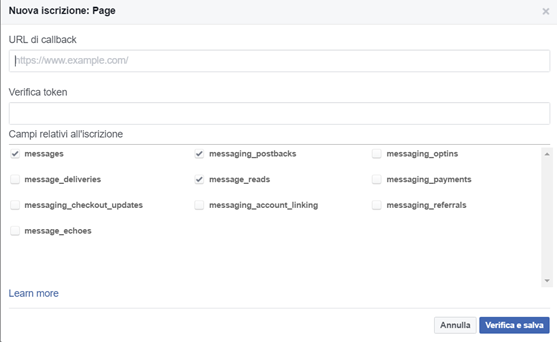 Nuova iscrizione: Page
URL di callback
https://www.example.com/
Verifica token
Campi relativi all'iscrizione
messages messaging_postbacks messaging_optins
message_deliveries message_reads messaging_payments
messaging_checkout_updates messaging_account_linking messaging_referrals
message_echoes
Learn more
Annulla Verifica e salva